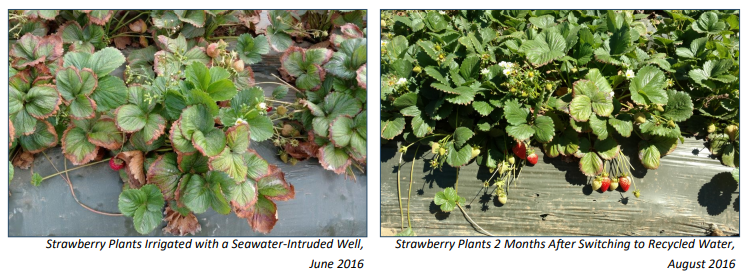 Strawberry Plants Irrigated with a Seawater-Intruded Well,
June 2016
Strawberry Plants 2 Months After Switching to Recycled Water,
August 2016